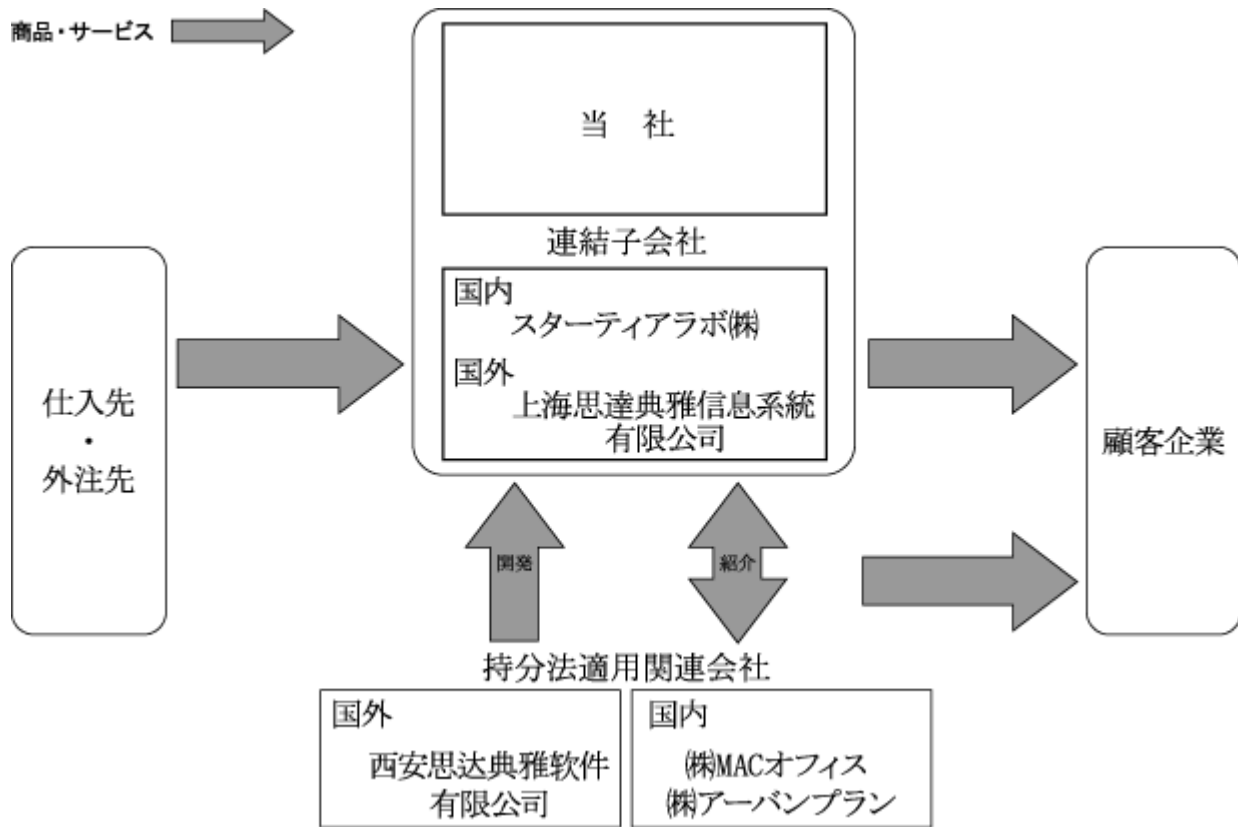 商品・サービス
当　社
連結子会社
国内
スターティアラボ㈱
国外
上海思達典雅信息系統
有限公司
仕入先
・
外注先
顧客企業
開発
紹介
持分法適用関連会社
国外
西安思达典雅软件
有限公司
国内
㈱MACオフィス
㈱アーバンプラン